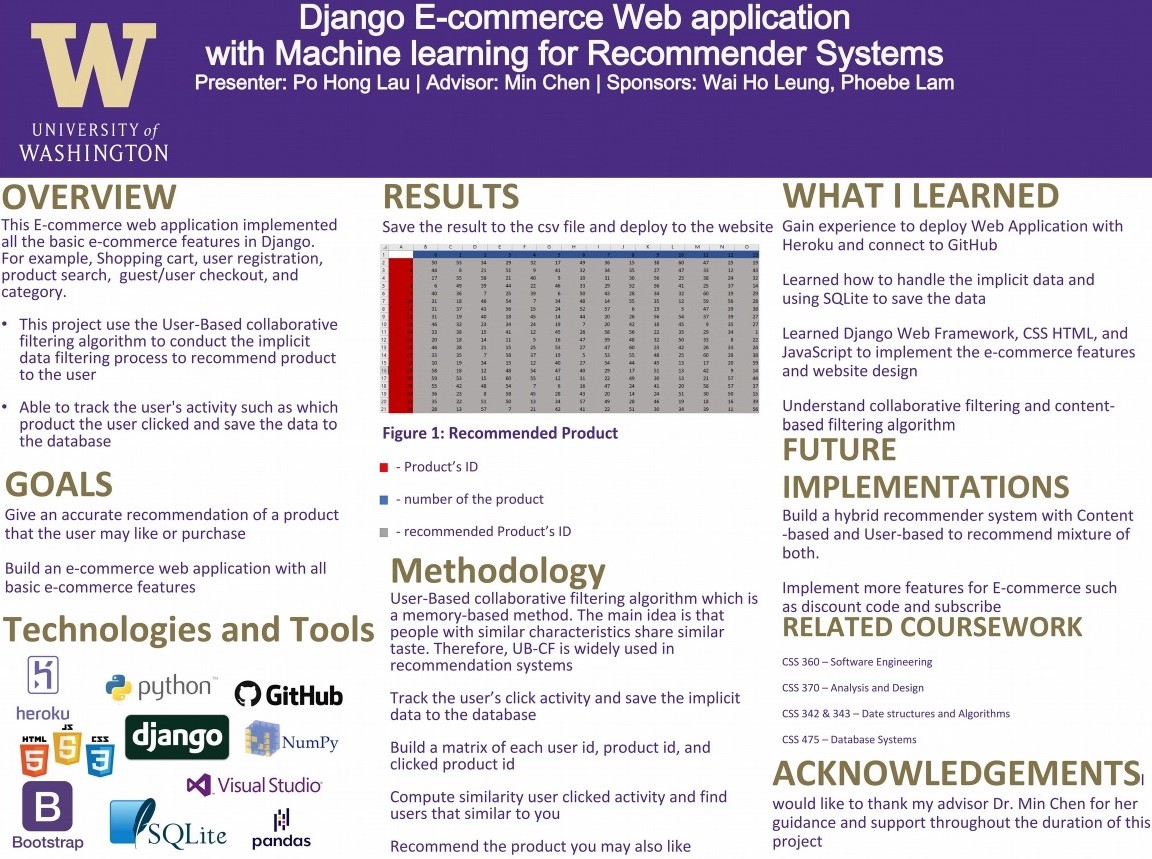 Django E-commerce Web application
with Machine learning for Recommender Systems
Presenter: Po Hong Lau | Advisor: Min Chen | Sponsors: Wai Ho Leung, Phoebe Lam
W
UNIVERSITY of
WASHINGTON
OVERVIEW
This E-commerce web application implemented
all the basic e-commerce features in Django.
For example, Shopping cart, user registration,
product search, guest/user checkout, and
category.
• This project use the User-Based collaborative
filtering algorithm to conduct the implicit
data filtering process to recommend product
to the user
• Able to track the user's activity such as which
product the user clicked and save the data to
the database
GOALS
Give an accurate recommendation of a product
that the user may like or purchase
Build an e-commerce web application with all
basic e-commerce features
Technologies and Tools
heroku
python™
GitHub
HTML
5
JS
5
CSS
3
django
NumPy
Visual Studio
B
Bootstrap
SQLite
pandas
RESULTS
Save the result to the csv file and deploy to the website
Figure 1: Recommended Product
- Product’s ID
- number of the product
- recommended Product’s ID
Methodology
User-Based collaborative filtering algorithm which is
a memory-based method. The main idea is that
people with similar characteristics share similar
taste. Therefore, UB-CF is widely used in
recommendation systems
Track the user’s click activity and save the implicit
data to the database
Build a matrix of each user id, product id, and
clicked product id
Compute similarity user clicked activity and find
users that similar to you
Recommend the product you may also like
WHAT I LEARNED
Gain experience to deploy Web Application with
Heroku and connect to GitHub
Learned how to handle the implicit data and
using SQLite to save the data
Learned Django Web Framework, CSS HTML, and
JavaScript to implement the e-commerce features
and website design
Understand collaborative filtering and content-
based filtering algorithm
FUTURE
IMPLEMENTATIONS
Build a hybrid recommender system with Content
-based and User-based to recommend mixture of
both.
Implement more features for E-commerce such
as discount code and subscribe
RELATED COURSEWORK
CSS 360 – Software Engineering
CSS 370 – Analysis and Design
CSS 342 & 343 – Date structures and Algorithms
CSS 475 – Database Systems
ACKNOWLEDGEMENTS I
would like to thank my advisor Dr. Min Chen for her
guidance and support throughout the duration of this
project